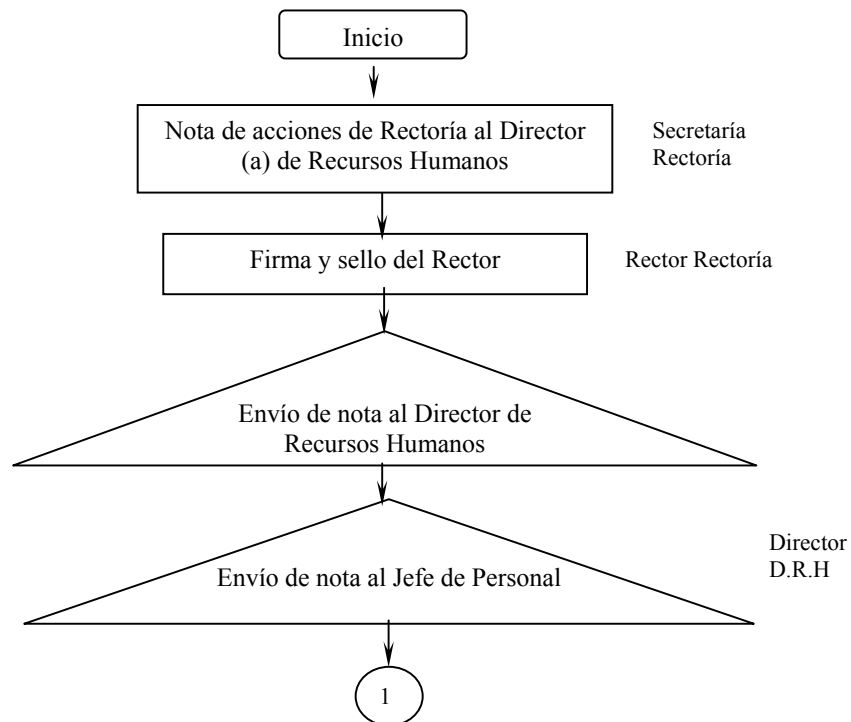 Inicio
Nota de acciones de Rectoría al Director
(a) de Recursos Humanos
Secretaría
Rectoría
Firma y sello del Rector
Rector Rectoría
Envío de nota al Director de
Recursos Humanos
Envío de nota al Jefe de Personal
Director
D.R.H
1